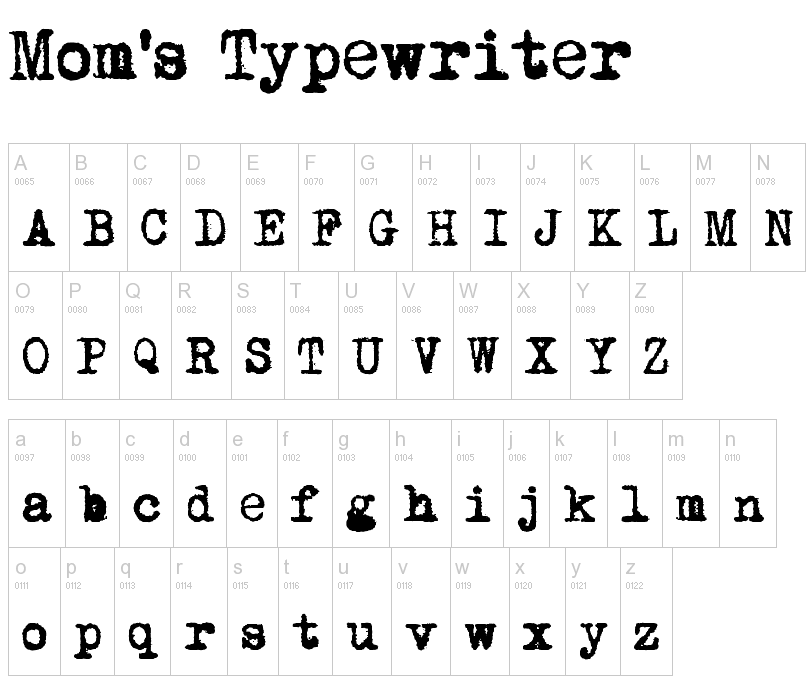 Mom's Typewriter
A B C D E F G H I J K L M N
0065 0066 0067 0068 0069 0070 0071 0072 0073 0074 0075 0076 0077 0078
A B C D E F G H I J K L M N
O P Q R S T U V W X Y Z
0079 0080 0081 0082 0083 0084 0085 0086 0087 0088 0089 0090
O P Q R S T U V W X Y Z
a b c d e f g h i j k l m n
0097 0098 0099 0100 0101 0102 0103 0104 0105 0106 0107 0108 0109 0110
a b c d e f g h i j k l m n
o p q r s t u v w x y z
0111 0112 0113 0114 0115 0116 0117 0118 0119 0120 0121 0122
o p q r s t u v w x y z